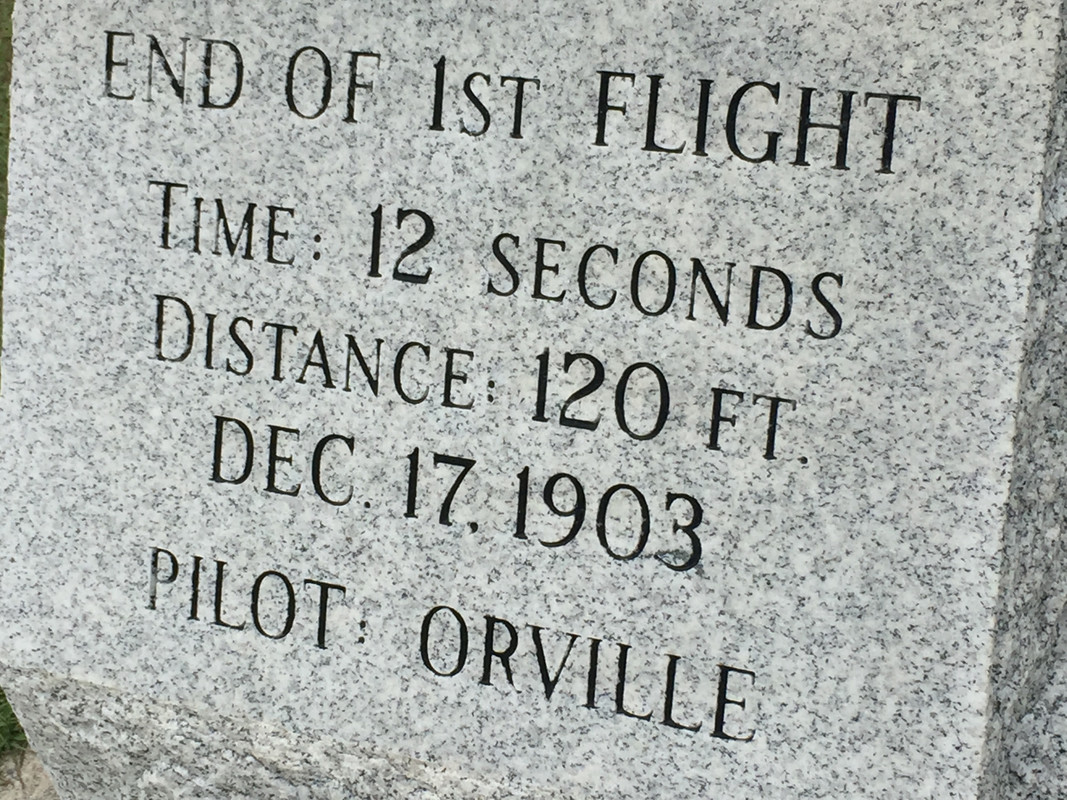 END OF 1ST FLIGHT
TIME: 12 SECONDS
DISTANCE: 120 FT.
DEC. 17, 1903
PILOT: ORVILLE